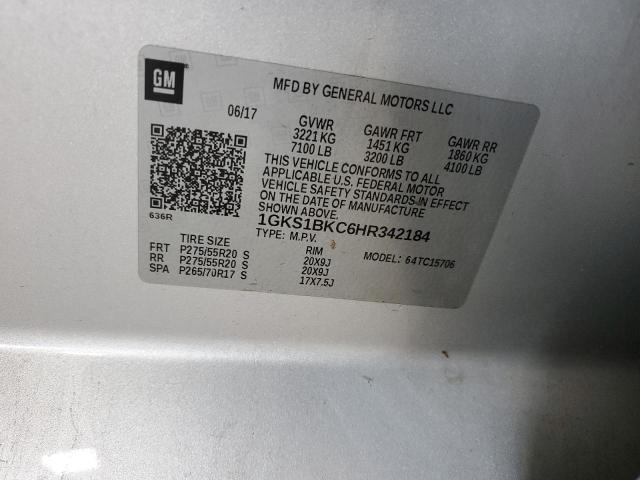 GM
MFD BY GENERAL MOTORS LLC
06/17
GVWR GAWR FRT GAWR RR
3221 KG 1451 KG 1860 KG
7100 LB 3200 LB 4100 LB
THIS VEHICLE CONFORMS TO ALL
APPLICABLE U.S. FEDERAL MOTOR
VEHICLE SAFETY STANDARDS IN EFFECT
ON THE DATE OF MANUFACTURE
SHOWN ABOVE.
636R
1GKS1BKC6HR342184
TYPE: M.P.V. MODEL: 64TC15706
TIRE SIZE RIM
FRT P275/55R20 S 20X9J
RR P275/55R20 S 20X9J
SPA P265/70R17 S 17X7.5J